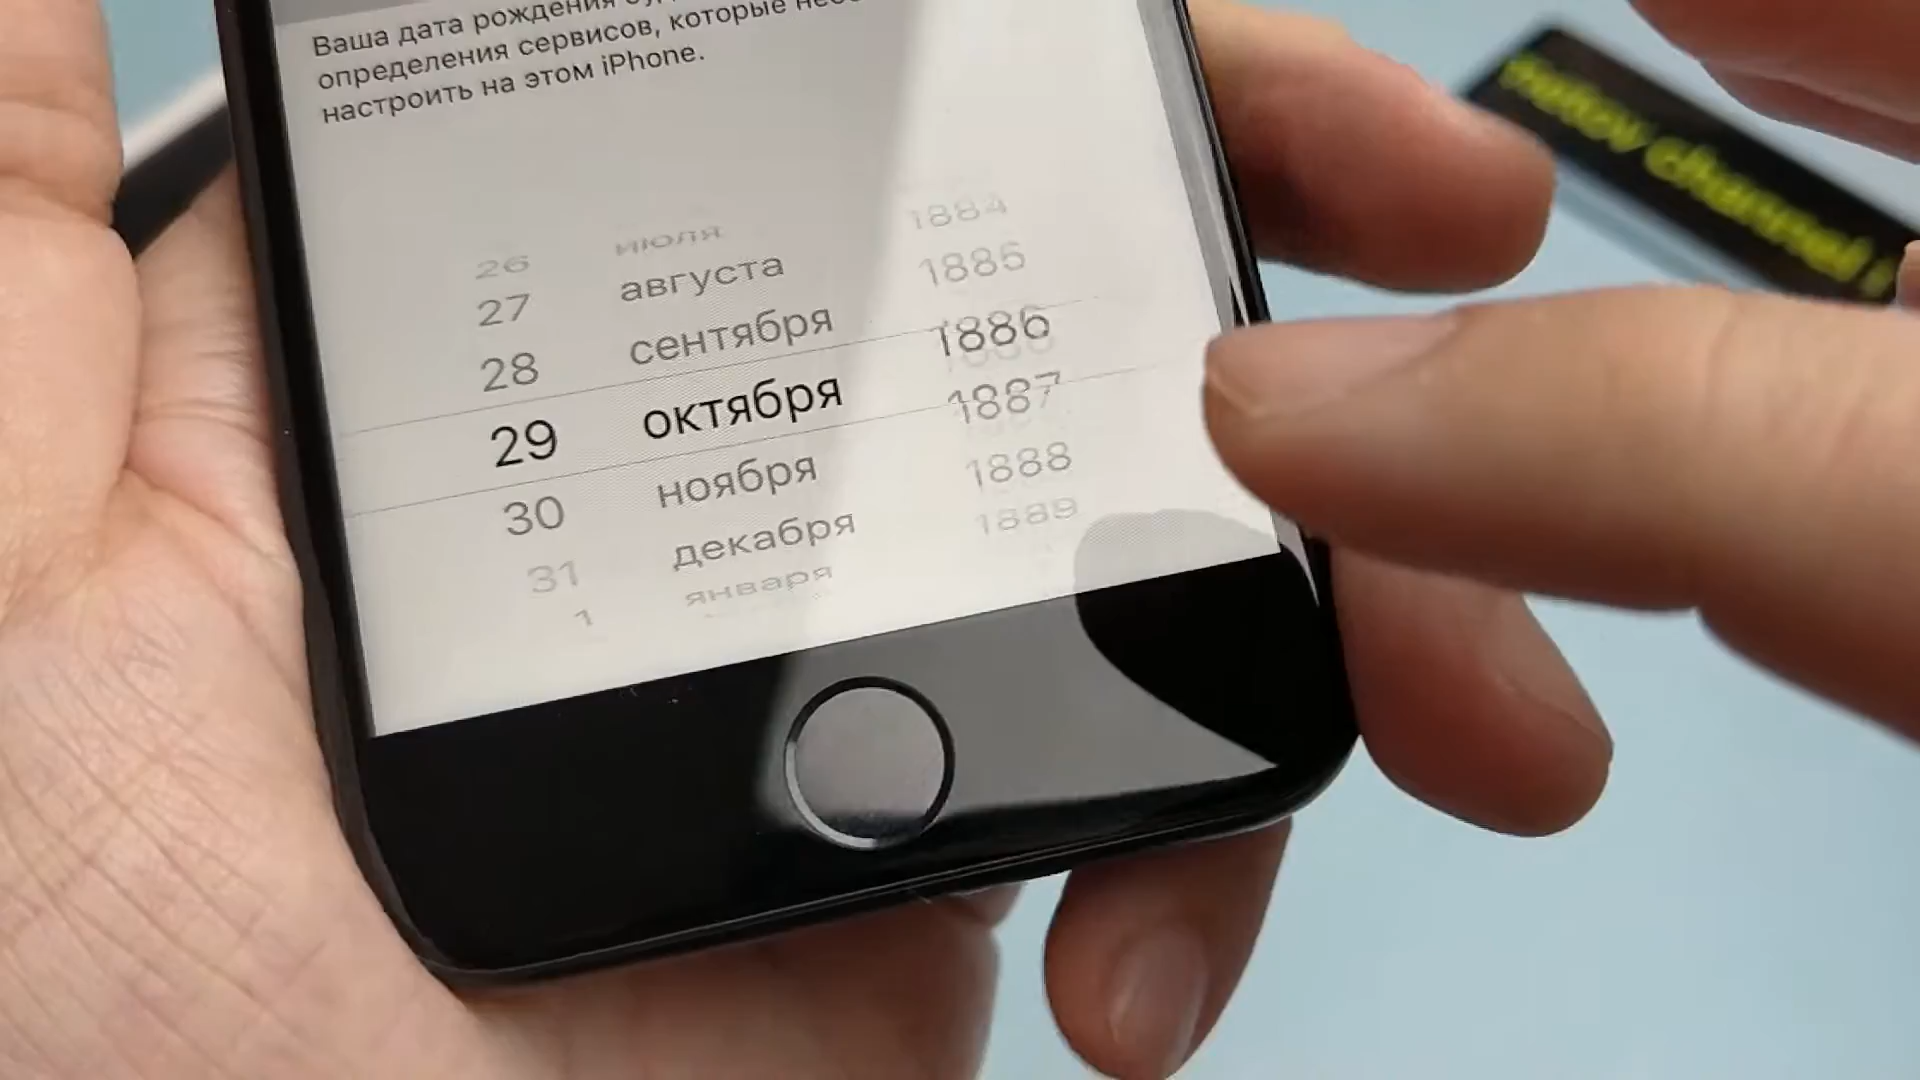 Ваша дата рождения
определения сервисов, которые
настроить на этом iPhone.
26 июля 1884
27 августа 1885
28 сентября 1886
29 октября 1887
30 ноября 1888
31 декабря 1889
1 января
channel